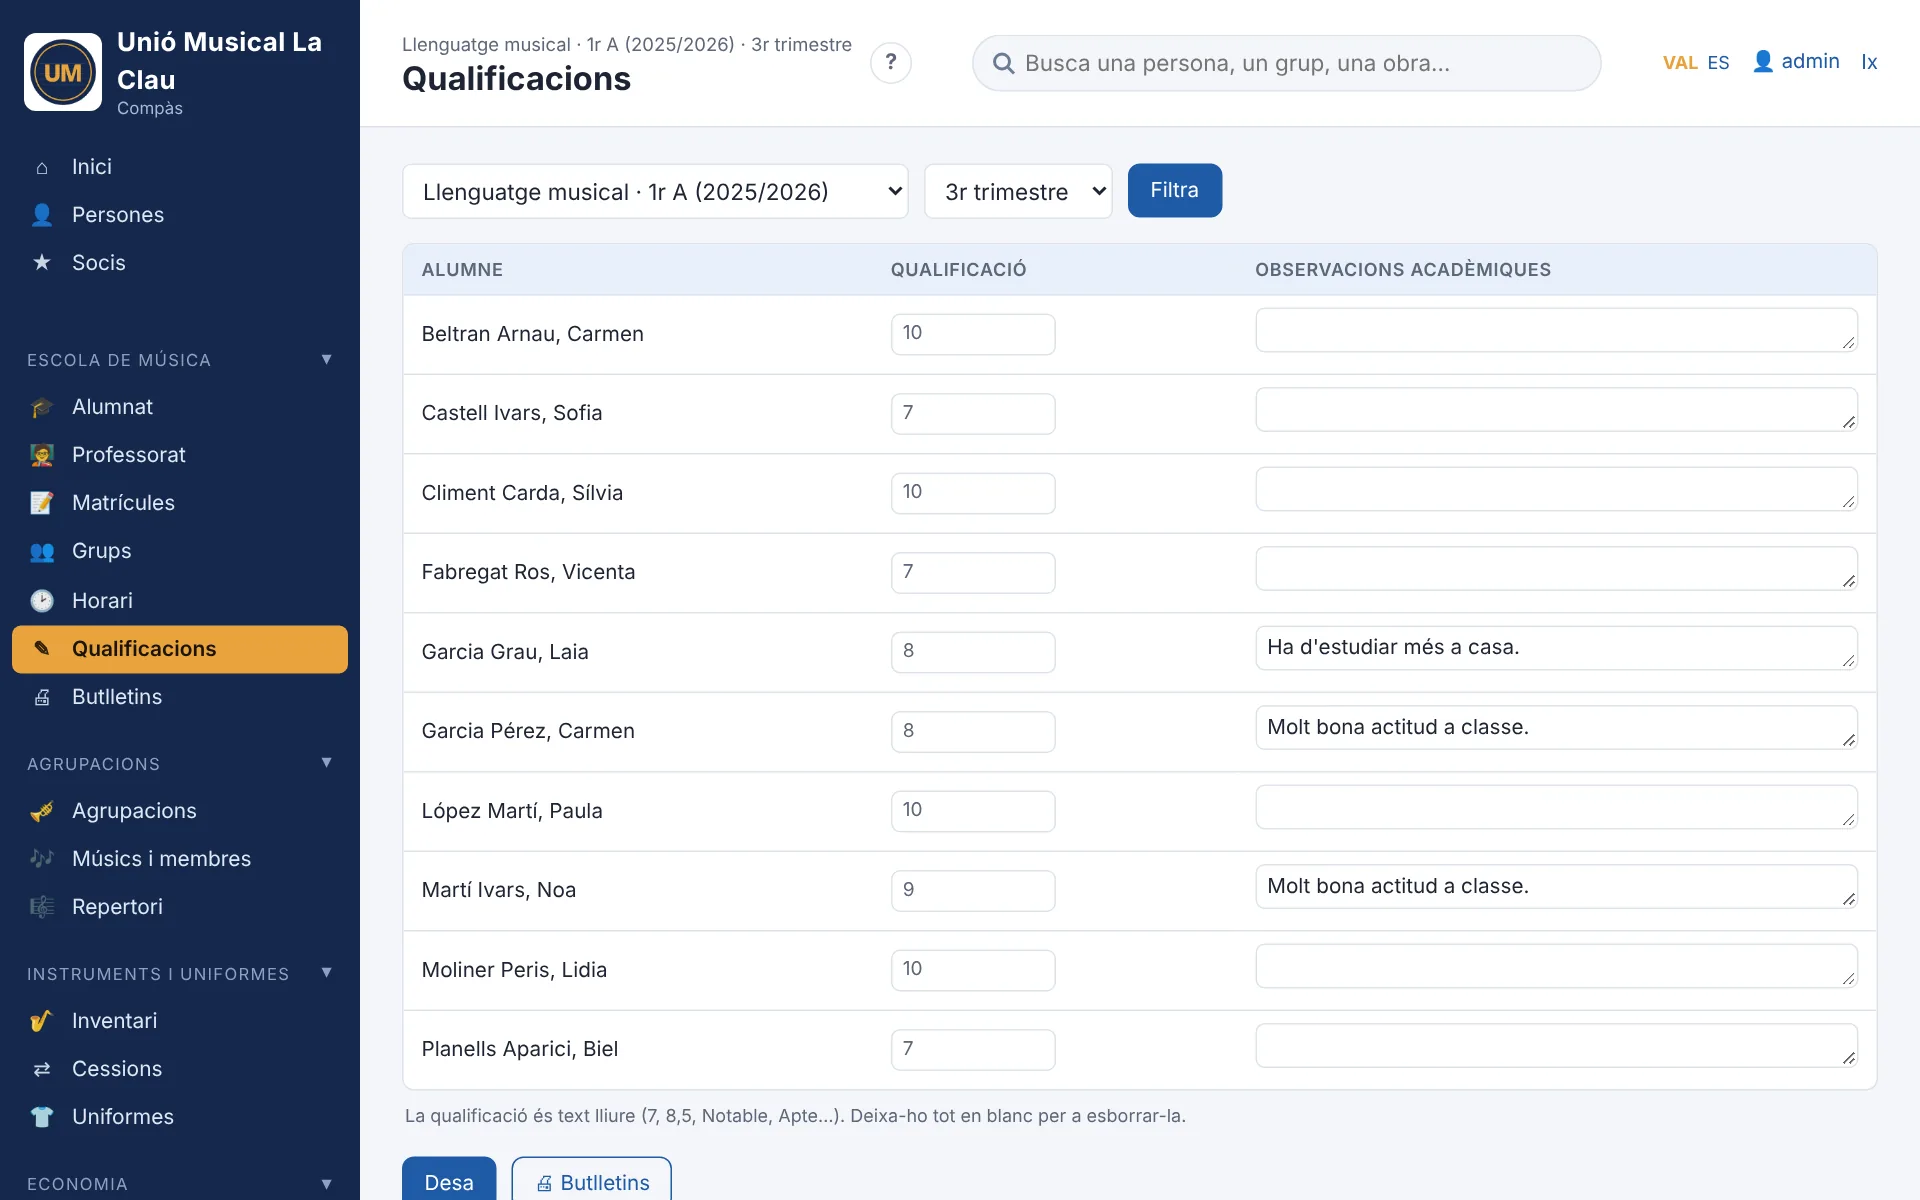 UM
Unió Musical La
Clau
Compàs
Inici
Persones
Socis
ESCOLA DE MÚSICA
Alumnat
Professorat
Matrícules
Grups
Horari
Qualificacions
Butlletins
AGRUPACIONS
Agrupacions
Músics i membres
Repertori
INSTRUMENTS I UNIFORMES
Inventari
Cessions
Uniformes
ECONOMIA
Llenguatge musical · 1r A (2025/2026) · 3r trimestre
Qualificacions
?
Busca una persona, un grup, una obra...
VAL ES admin Ix
Llenguatge musical · 1r A (2025/2026) 3r trimestre Filtra
ALUMNE QUALIFICACIÓ OBSERVACIONS ACADÈMIQUES
Beltran Arnau, Carmen 10
Castell Ivars, Sofia 7
Climent Carda, Sílvia 10
Fabregat Ros, Vicenta 7
Garcia Grau, Laia 8 Ha d'estudiar més a casa.
Garcia Pérez, Carmen 8 Molt bona actitud a classe.
López Martí, Paula 10
Martí Ivars, Noa 9 Molt bona actitud a classe.
Moliner Peris, Lidia 10
Planells Aparici, Biel 7
La qualificació és text lliure (7, 8,5, Notable, Apte...). Deixa-ho tot en blanc per a esborrar-la.
Desa Butlletins